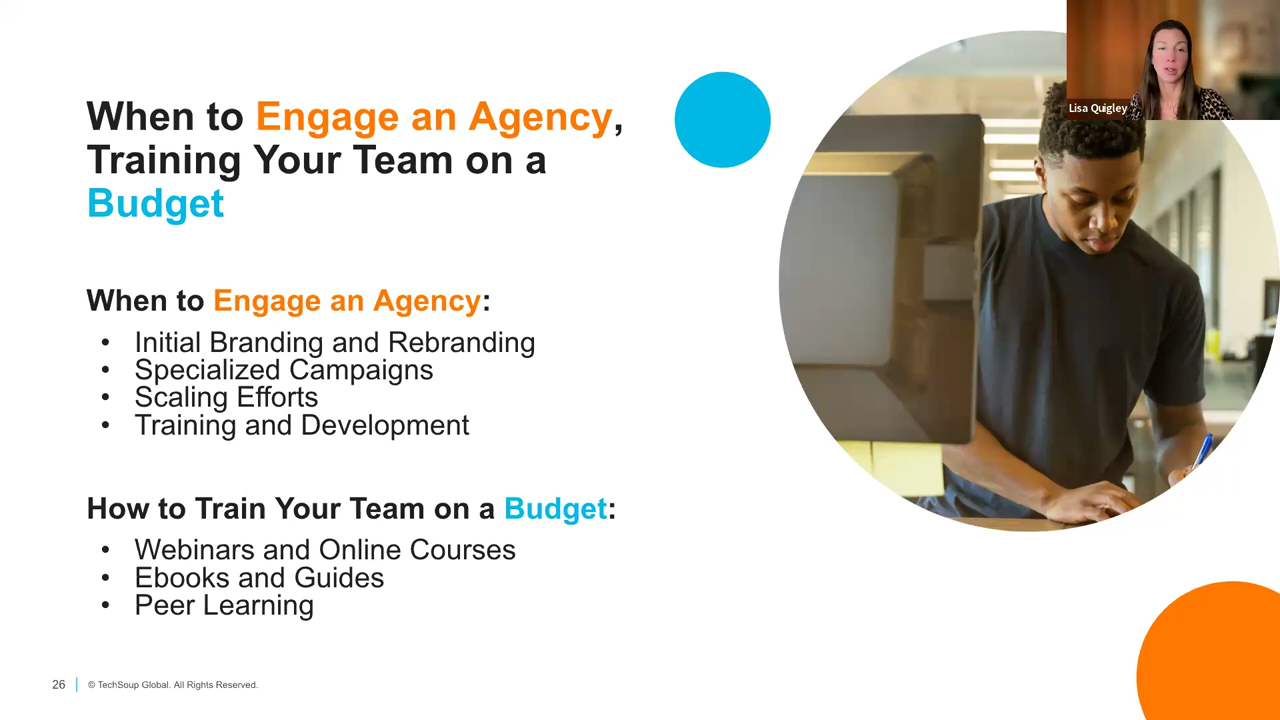 When to Engage an Agency,
Training Your Team on a
Budget
When to Engage an Agency:
• Initial Branding and Rebranding
• Specialized Campaigns
• Scaling Efforts
• Training and Development
How to Train Your Team on a Budget:
• Webinars and Online Courses
• Ebooks and Guides
• Peer Learning
26
© TechSoup Global. All Rights Reserved.
Lisa Quigley